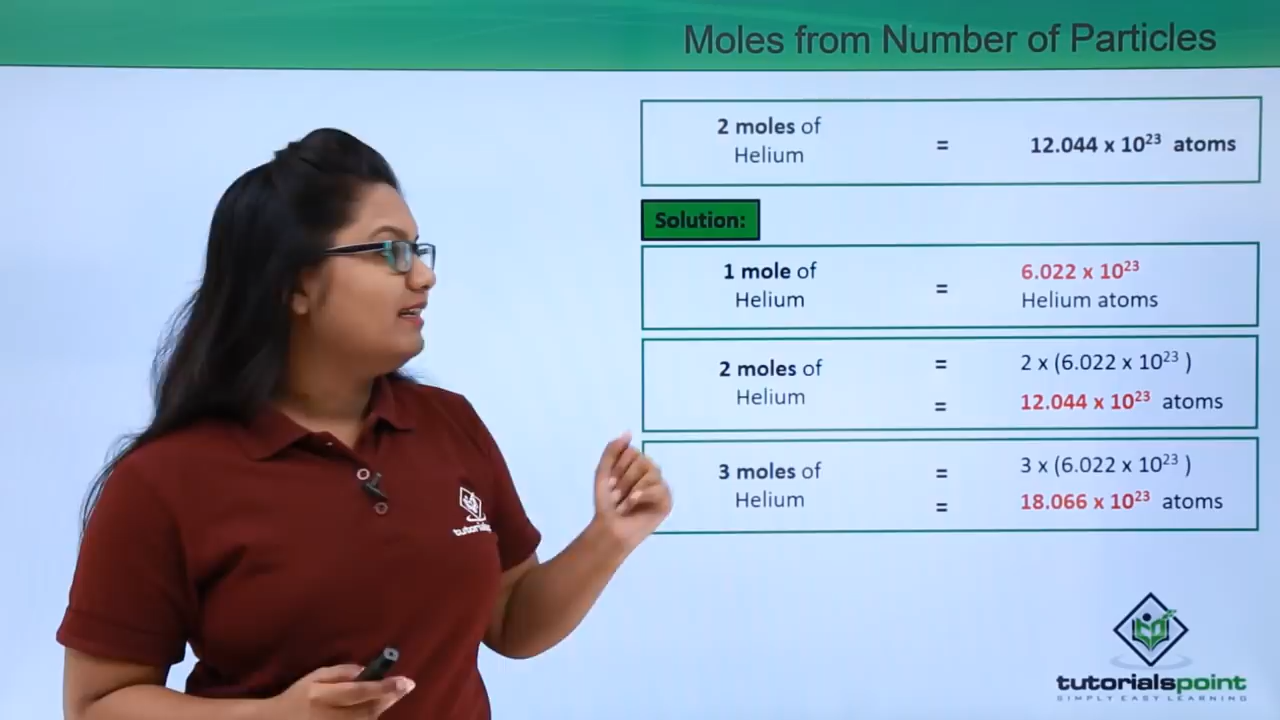 Moles from Number of Particles
2 moles of
Helium
=
12.044 x 10²³ atoms
Solution:
1 mole of
Helium
=
6.022 x 10²³
Helium atoms
2 moles of
Helium
=
2 x (6.022 x 10²³ )
=
12.044 x 10²³ atoms
3 moles of
Helium
=
3 x (6.022 x 10²³ )
=
18.066 x 10²³ atoms
tutorialspoint
SIMPLY EASY LEARNING